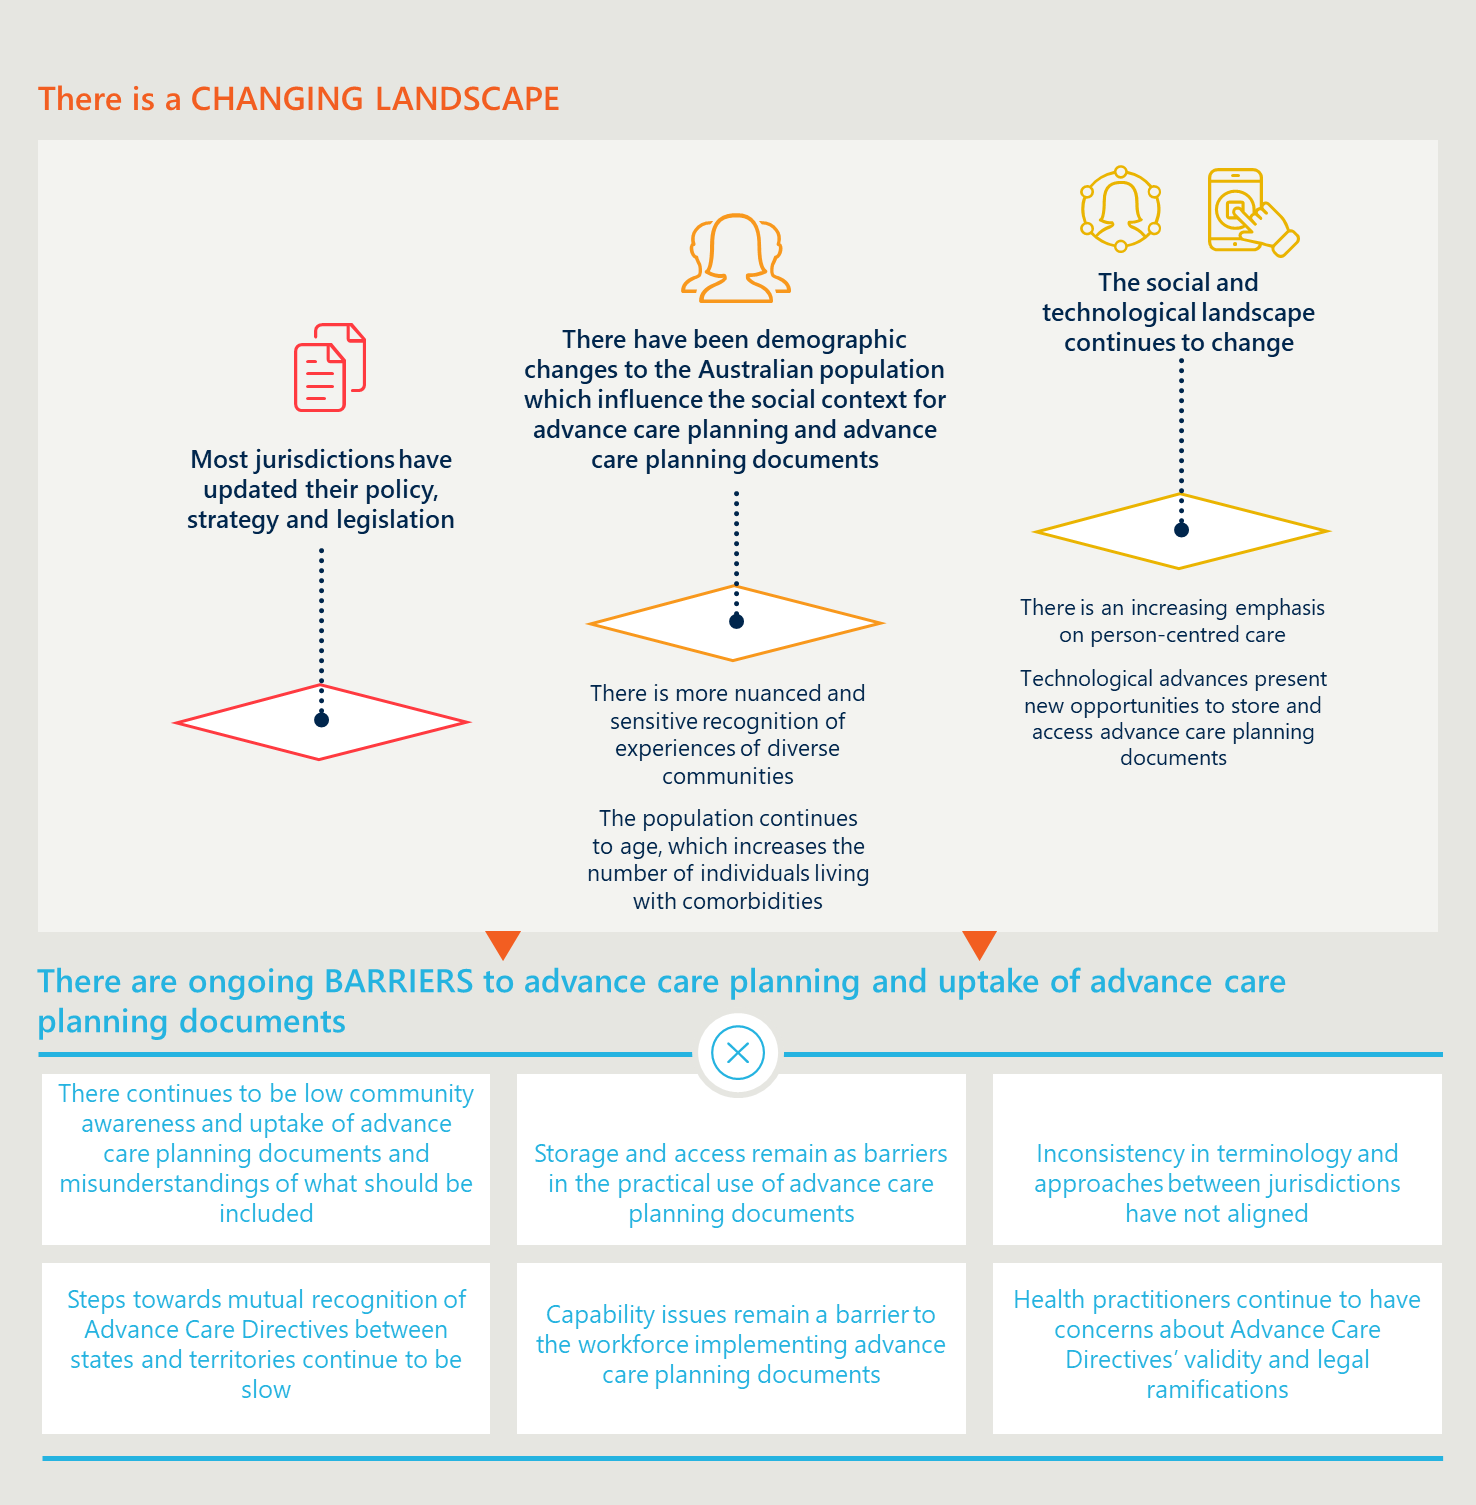 There is a CHANGING LANDSCAPE
Most jurisdictions have
updated their policy,
strategy and legislation
There have been demographic
changes to the Australian population
which influence the social context for
advance care planning and advance
care planning documents
There is more nuanced and
sensitive recognition of
experiences of diverse
communities
The population continues
to age, which increases the
number of individuals living
with comorbidities
The social and
technological landscape
continues to change
There is an increasing emphasis
on person-centred care
Technological advances present
new opportunities to store and
access advance care planning
documents
There are ongoing BARRIERS to advance care planning and uptake of advance care
planning documents
There continues to be low community
awareness and uptake of advance
care planning documents and
misunderstandings of what should be
included
Storage and access remain as barriers
in the practical use of advance care
planning documents
Inconsistency in terminology and
approaches between jurisdictions
have not aligned
Steps towards mutual recognition of
Advance Care Directives between
states and territories continue to be
slow
Capability issues remain a barrier to
the workforce implementing advance
care planning documents
Health practitioners continue to have
concerns about Advance Care
Directives’ validity and legal
ramifications